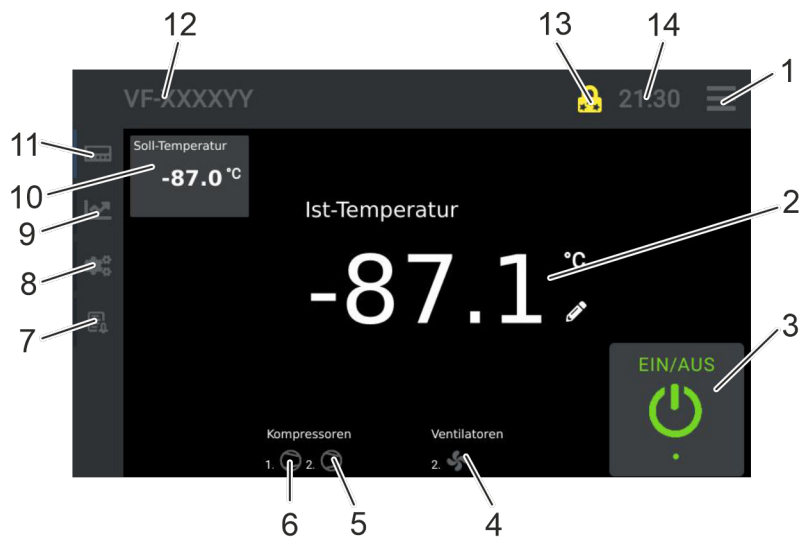 12
13
14
1
VF-XXXXYY
21:30
11
Soll-Temperatur
-87.0 °C
10
Ist-Temperatur
2
9
-87.1 °C
8
3
7
EIN/AUS
Kompressoren
Ventilatoren
1. 2.
2.
6
5
4